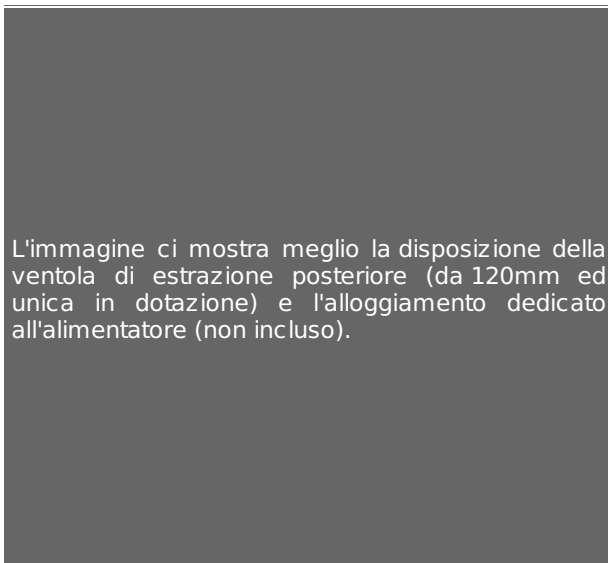 L'immagine ci mostra meglio la disposizione della
ventola di estrazione posteriore (da 120mm ed
unica in dotazione) e l'alloggiamento dedicato
all'alimentatore (non incluso).